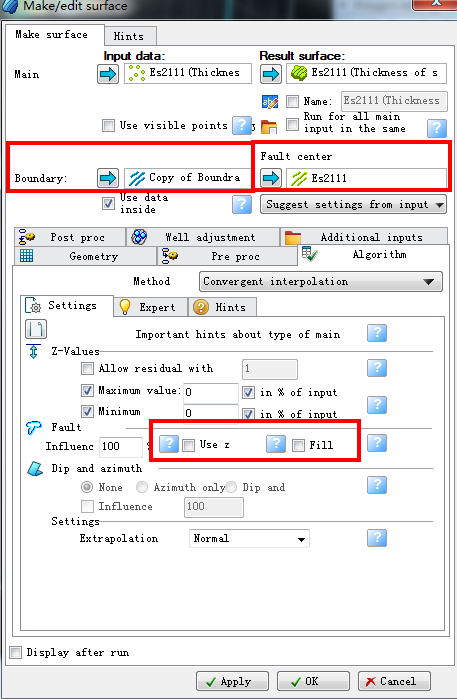 Make/edit surface
Make surface Hints
Input data: Result surface:
Main Es2111(Thicknes Es2111(Thickness of s
Name: Es2111(Thickness
Use visible points Run for all main
input in the same
Fault center
Boundary: Copy of Boundra Es2111
Use data
inside Suggest settings from input
Post proc Well adjustment Additional inputs
Geometry Pre proc Algorithm
Method Convergent interpolation
Settings Expert Hints
Important hints about type of main
Z-Values
Allow residual with 1
Maximum value: 0 in % of input
Minimum 0 in % of input
Fault
Influenc 100 % Use z Fill
Dip and azimuth
None Azimuth only Dip and
Influence 100
Settings
Extrapolation Normal
Display after run
Apply OK Cancel